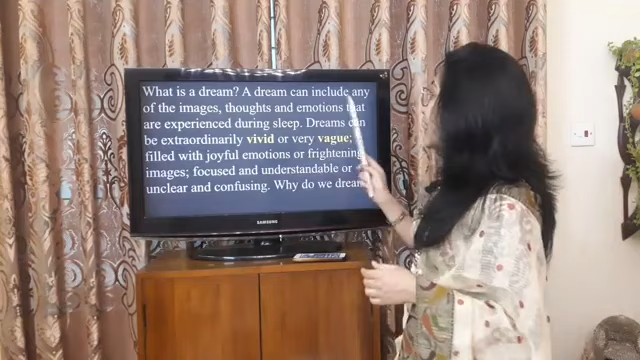 What is a dream? A dream can include any
of the images, thoughts and emotions that
are experienced during sleep. Dreams can
be extraordinarily vivid or very vague;
filled with joyful emotions or frightening
images; focused and understandable or
unclear and confusing. Why do we dream
SAMSUNG